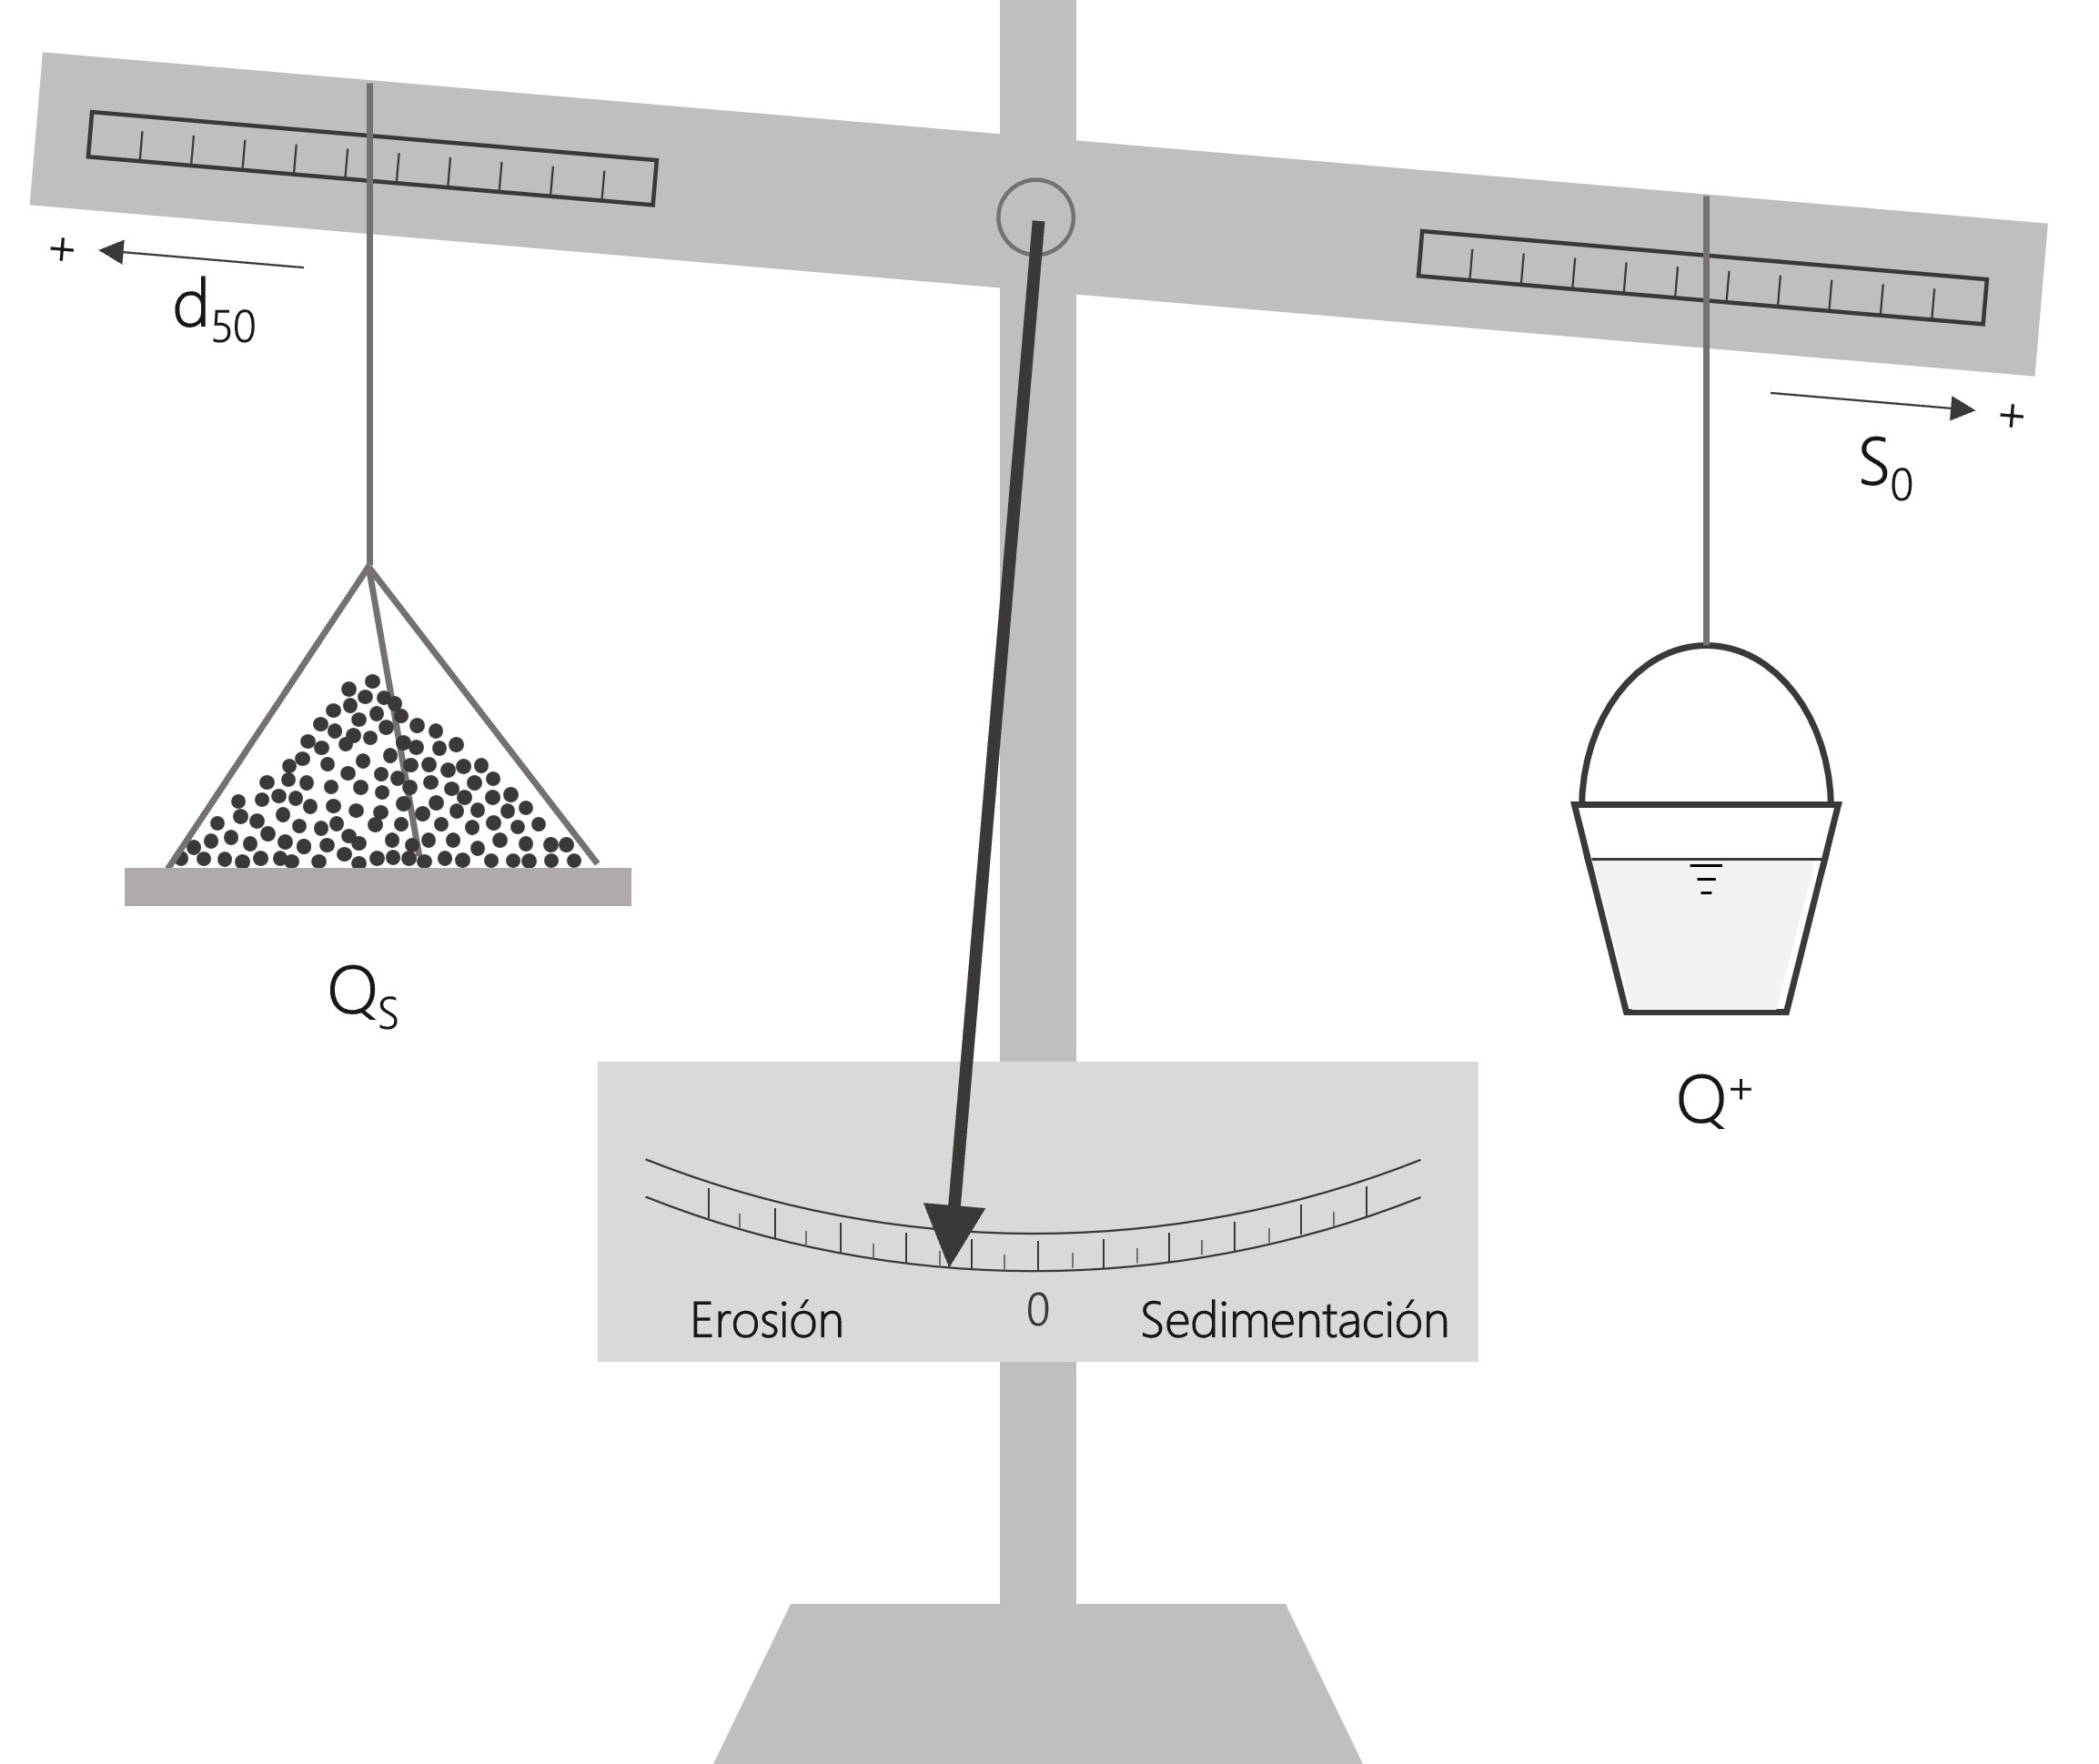 +
d50
+
S0
QS
Q+
0
Erosión
Sedimentación